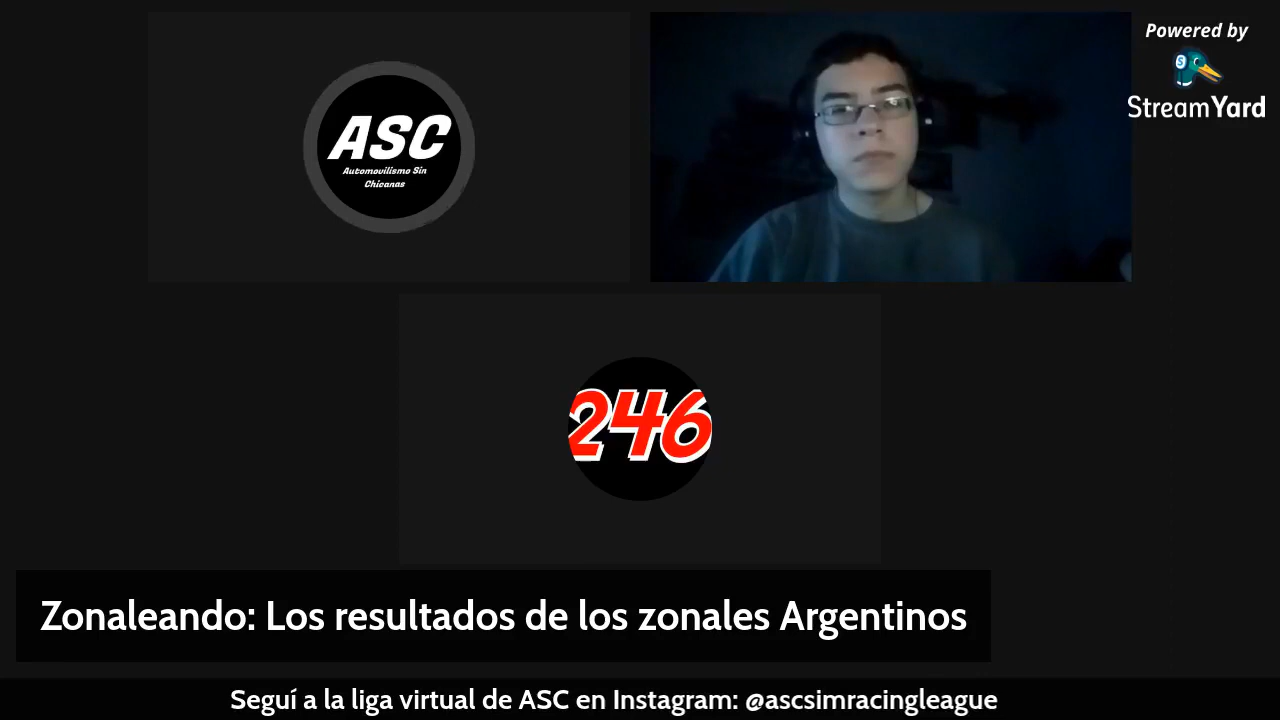 Powered by
StreamYard
ASC
Automovilismo Sin
Chicanas
246
Zonaleando: Los resultados de los zonales Argentinos
Seguí a la liga virtual de ASC en Instagram: @ascsimracingleague